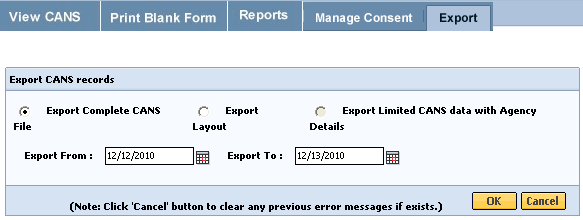 View CANS Print Blank Form Reports Manage Consent Export
Export CANS records
Export Complete CANS File Export Layout Export Limited CANS data with Agency Details
Export From : 12/12/2010 Export To : 12/13/2010
(Note: Click 'Cancel' button to clear any previous error messages if exists.) OK Cancel